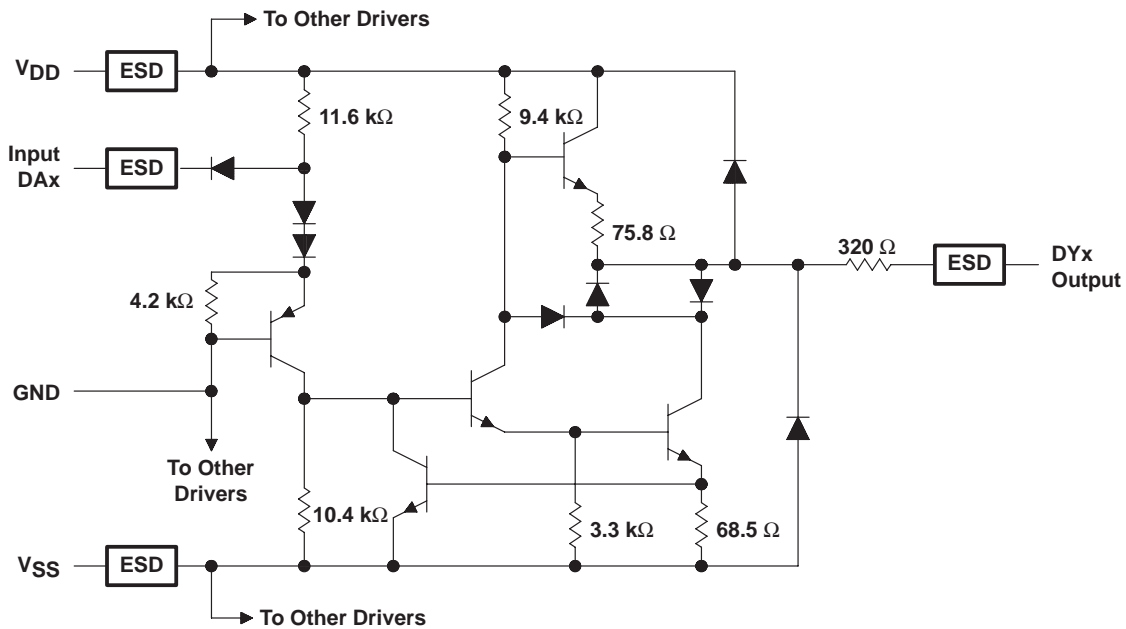 To Other Drivers
VDD
ESD
11.6 kΩ
9.4 kΩ
Input
DAx
ESD
75.8 Ω
320 Ω
ESD
DYx
Output
4.2 kΩ
GND
To Other
Drivers
10.4 kΩ
3.3 kΩ
68.5 Ω
VSS
ESD
To Other Drivers